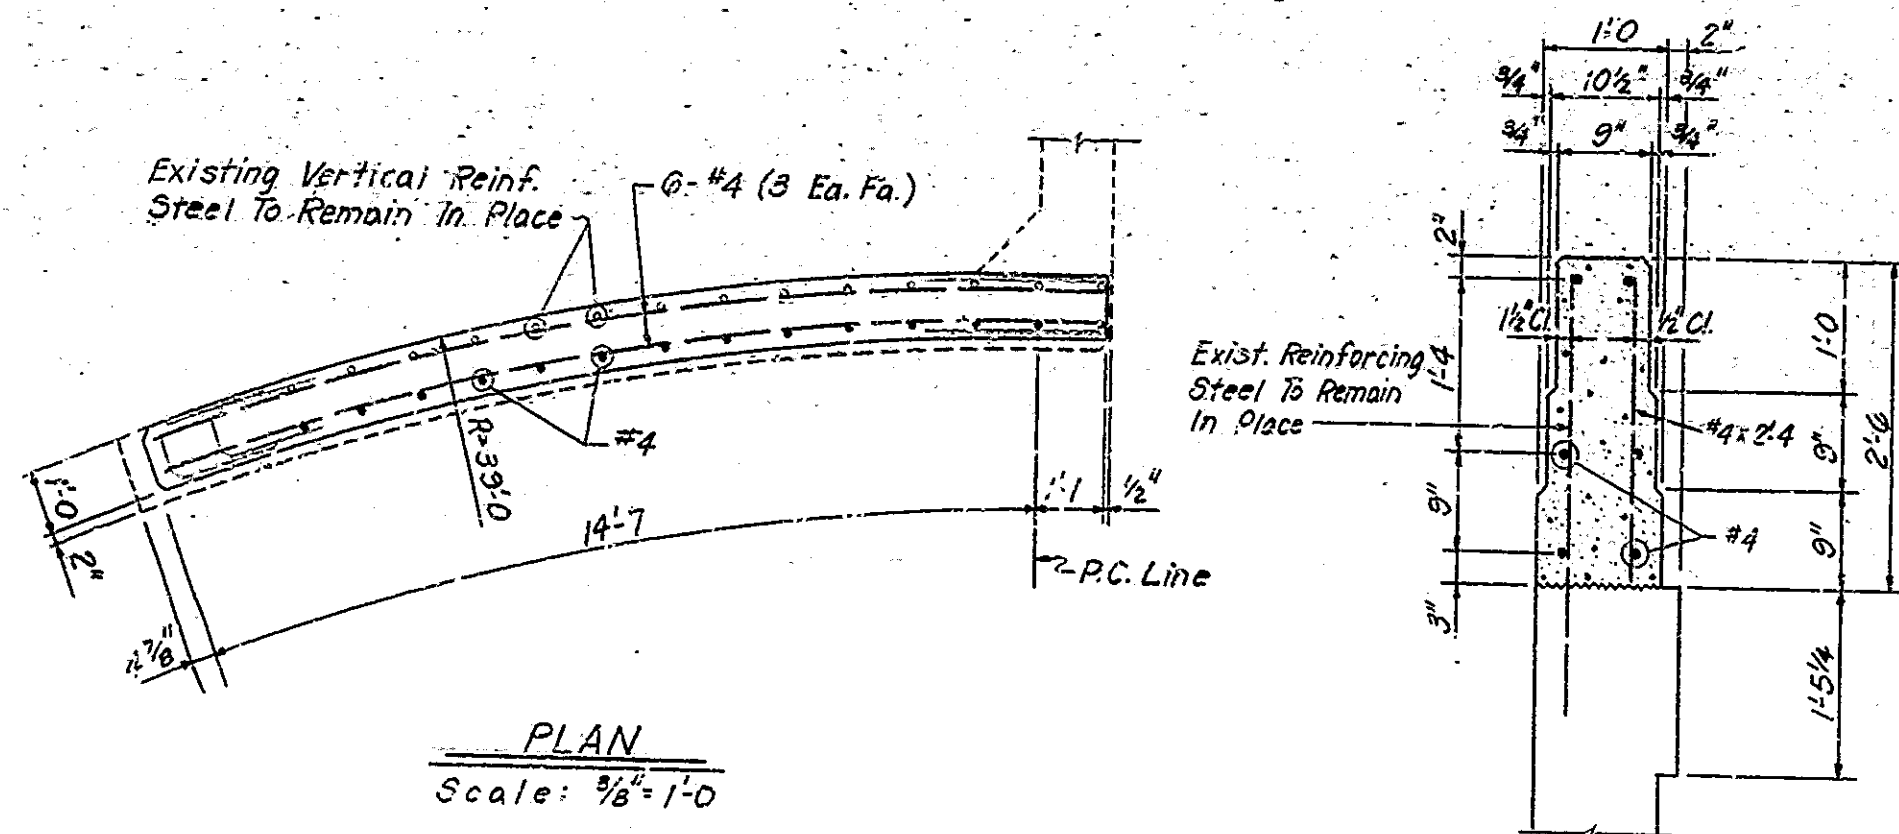 Existing Vertical Reinf.
Steel To Remain In Place
6-#4 (3 Ea. Fa.)
#4
R=39'-0
1'-0
2"
14'-7
1'-1
1/2"
P.C. Line
4 7/8"
PLAN
Scale: 3/8"=1'-0
1'-0
2"
3/4"
10 1/2"
3/4"
3/4"
9"
3/4"
2"
1 1/2" Cl.
1/2" Cl.
1'-4
1'-0
Exist. Reinforcing
Steel To Remain
In Place
#4 x 2'-4
9"
2'-6
9"
#4
9"
3"
1'-5 1/4